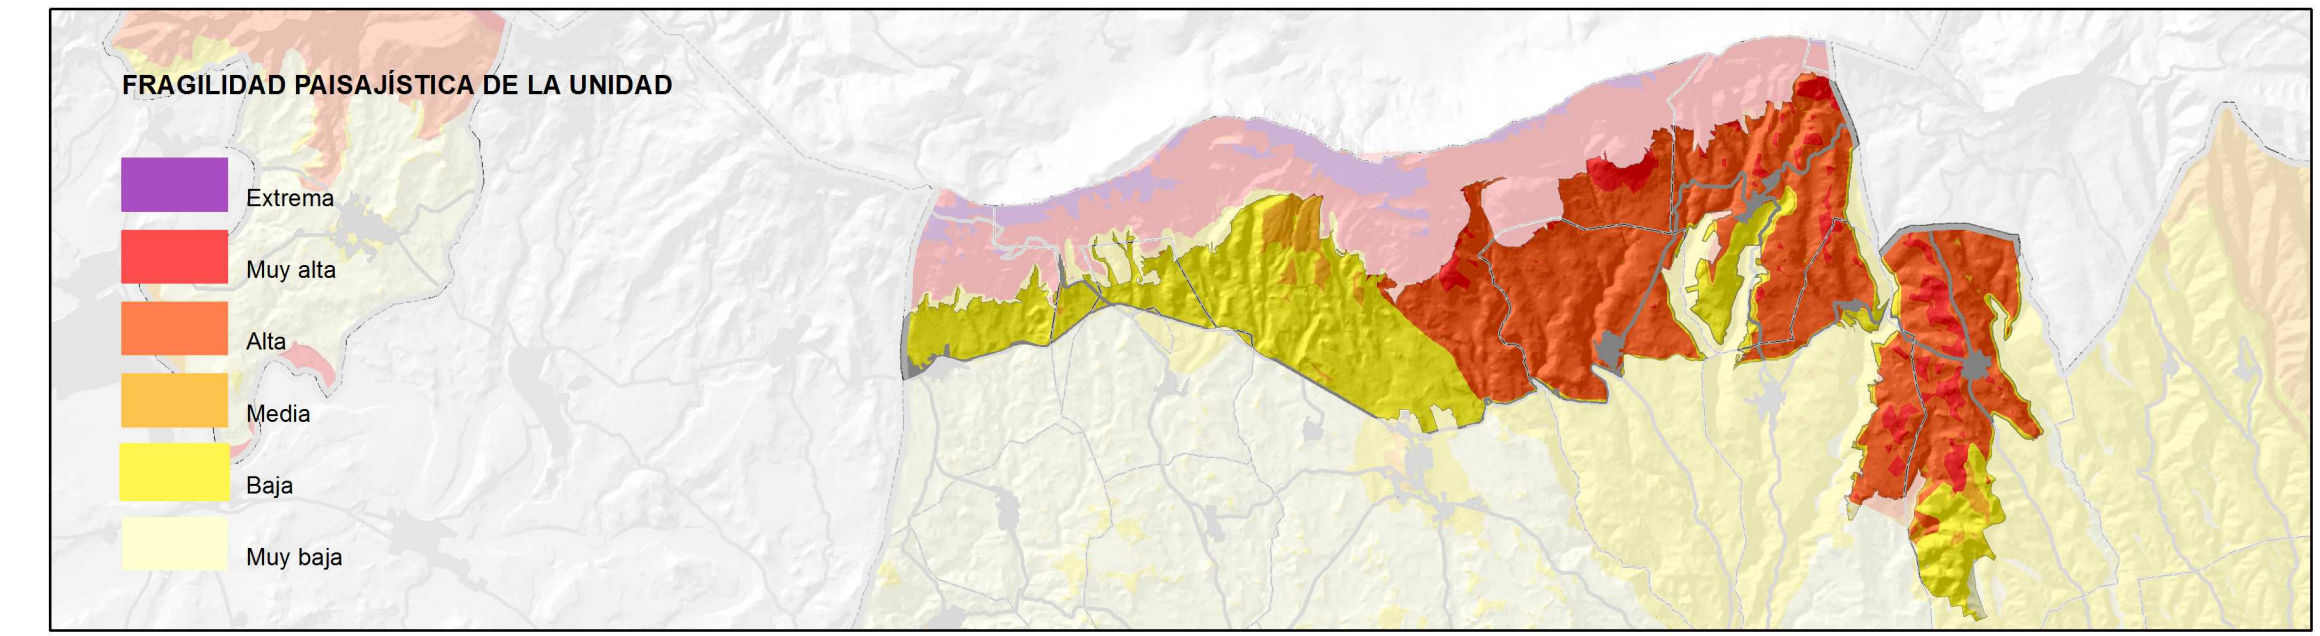 FRAGILIDAD PAISAJÍSTICA DE LA UNIDAD
Extrema
Muy alta
Alta
Media
Baja
Muy baja